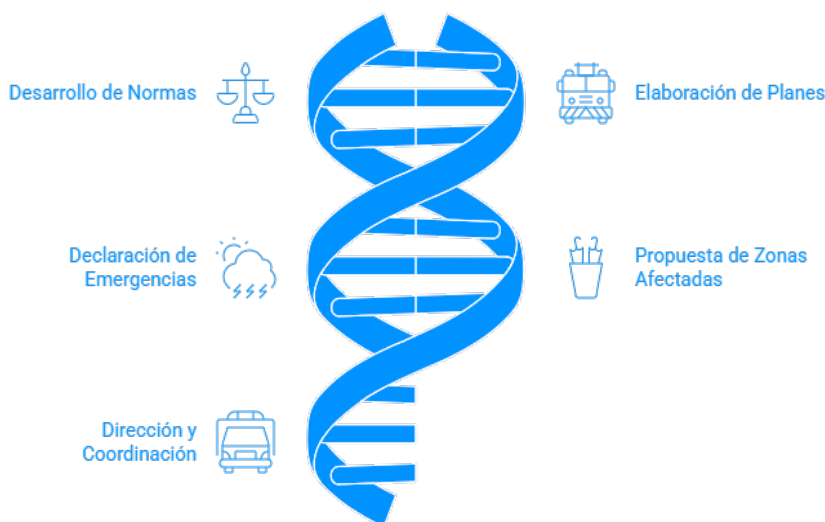 Desarrollo de Normas
Elaboración de Planes
Declaración de
Emergencias
Propuesta de Zonas
Afectadas
Dirección y
Coordinación